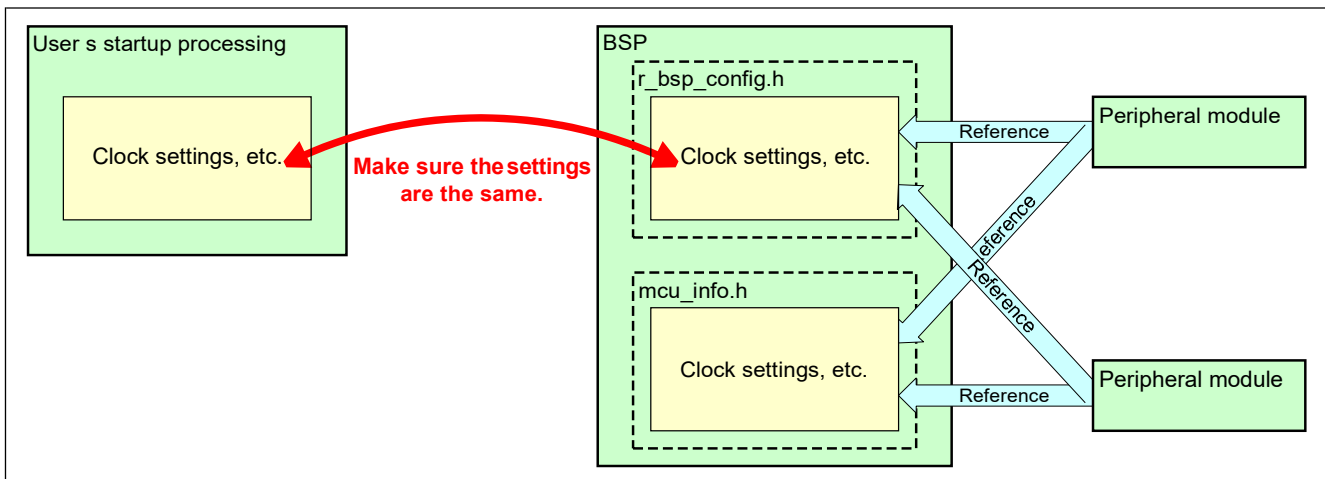 User s startup processing
Clock settings, etc.
Make sure the settings
are the same.
BSP
r_bsp_config.h
Clock settings, etc.
mcu_info.h
Clock settings, etc.
Reference
Reference
Reference
Reference
Peripheral module
Peripheral module